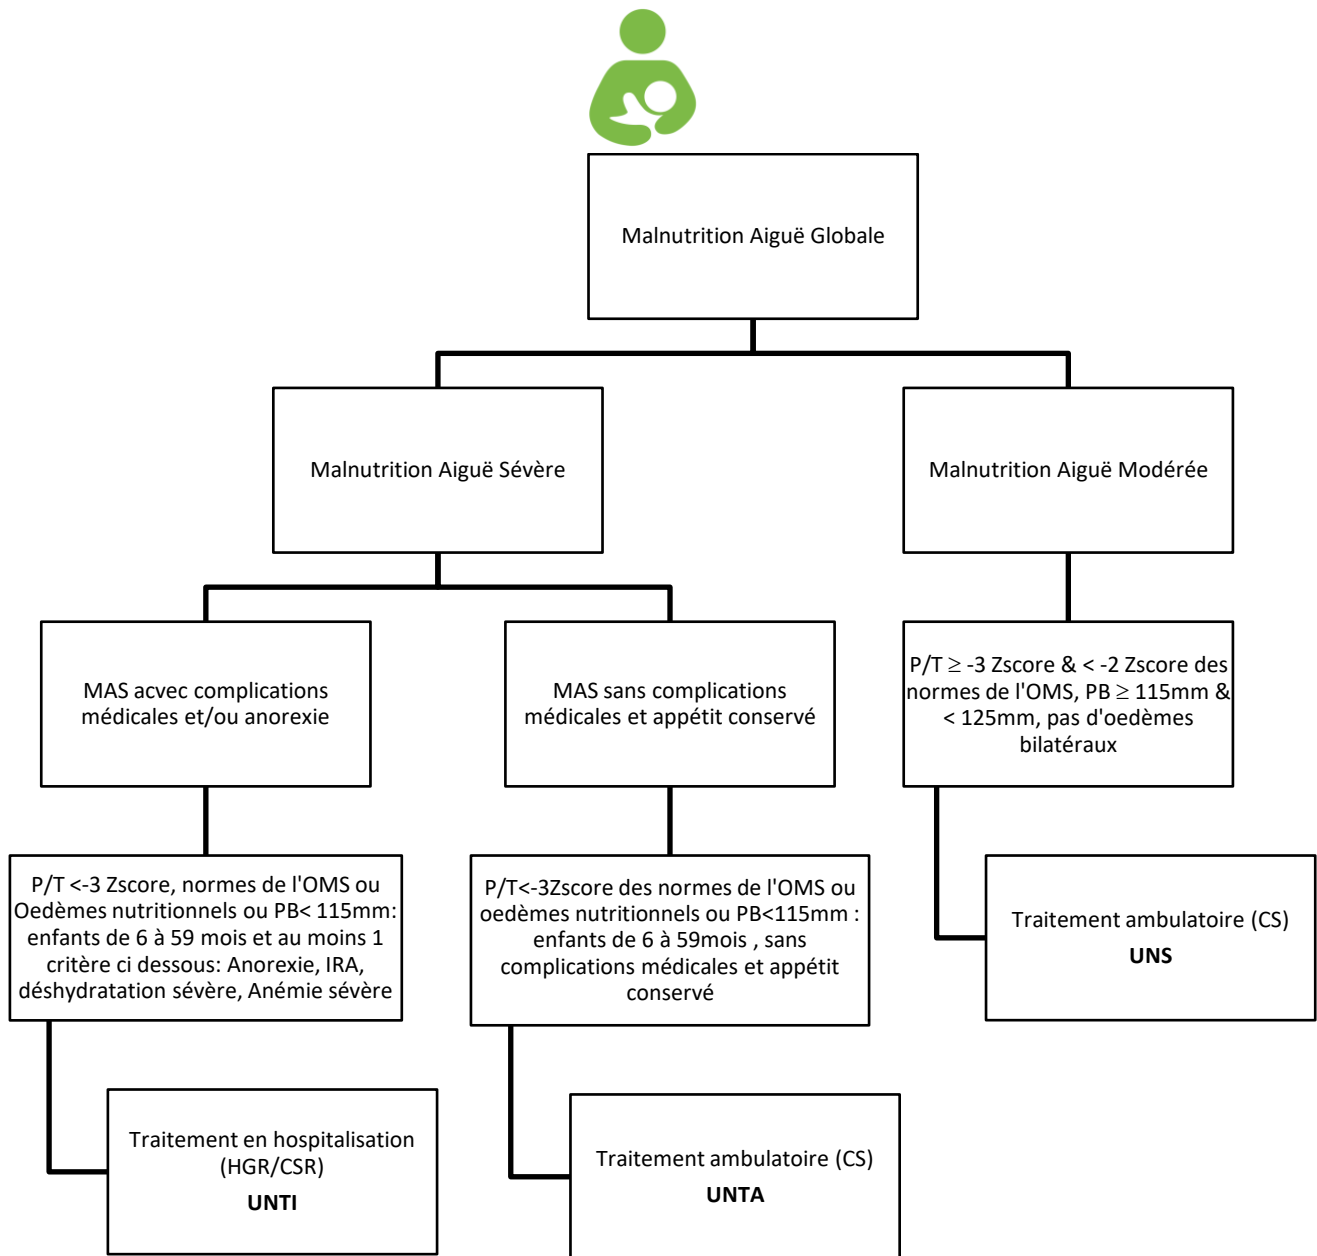 Malnutrition Aiguë Globale
Malnutrition Aiguë Sévère
Malnutrition Aiguë Modérée
MAS acvec complications
médicales et/ou anorexie
MAS sans complications
médicales et appétit conservé
P/T ≥ -3 Zscore & < -2 Zscore des
normes de l'OMS, PB ≥ 115mm &
< 125mm, pas d'oedèmes
bilatéraux
P/T <-3 Zscore, normes de l'OMS ou
Oedèmes nutritionnels ou PB< 115mm:
enfants de 6 à 59 mois et au moins 1
critère ci dessous: Anorexie, IRA,
déshydratation sévère, Anémie sévère
P/T<-3Zscore des normes de l'OMS ou
oedèmes nutritionnels ou PB<115mm :
enfants de 6 à 59mois , sans
complications médicales et appétit
conservé
Traitement ambulatoire (CS)
UNS
Traitement en hospitalisation
(HGR/CSR)
UNTI
Traitement ambulatoire (CS)
UNTA